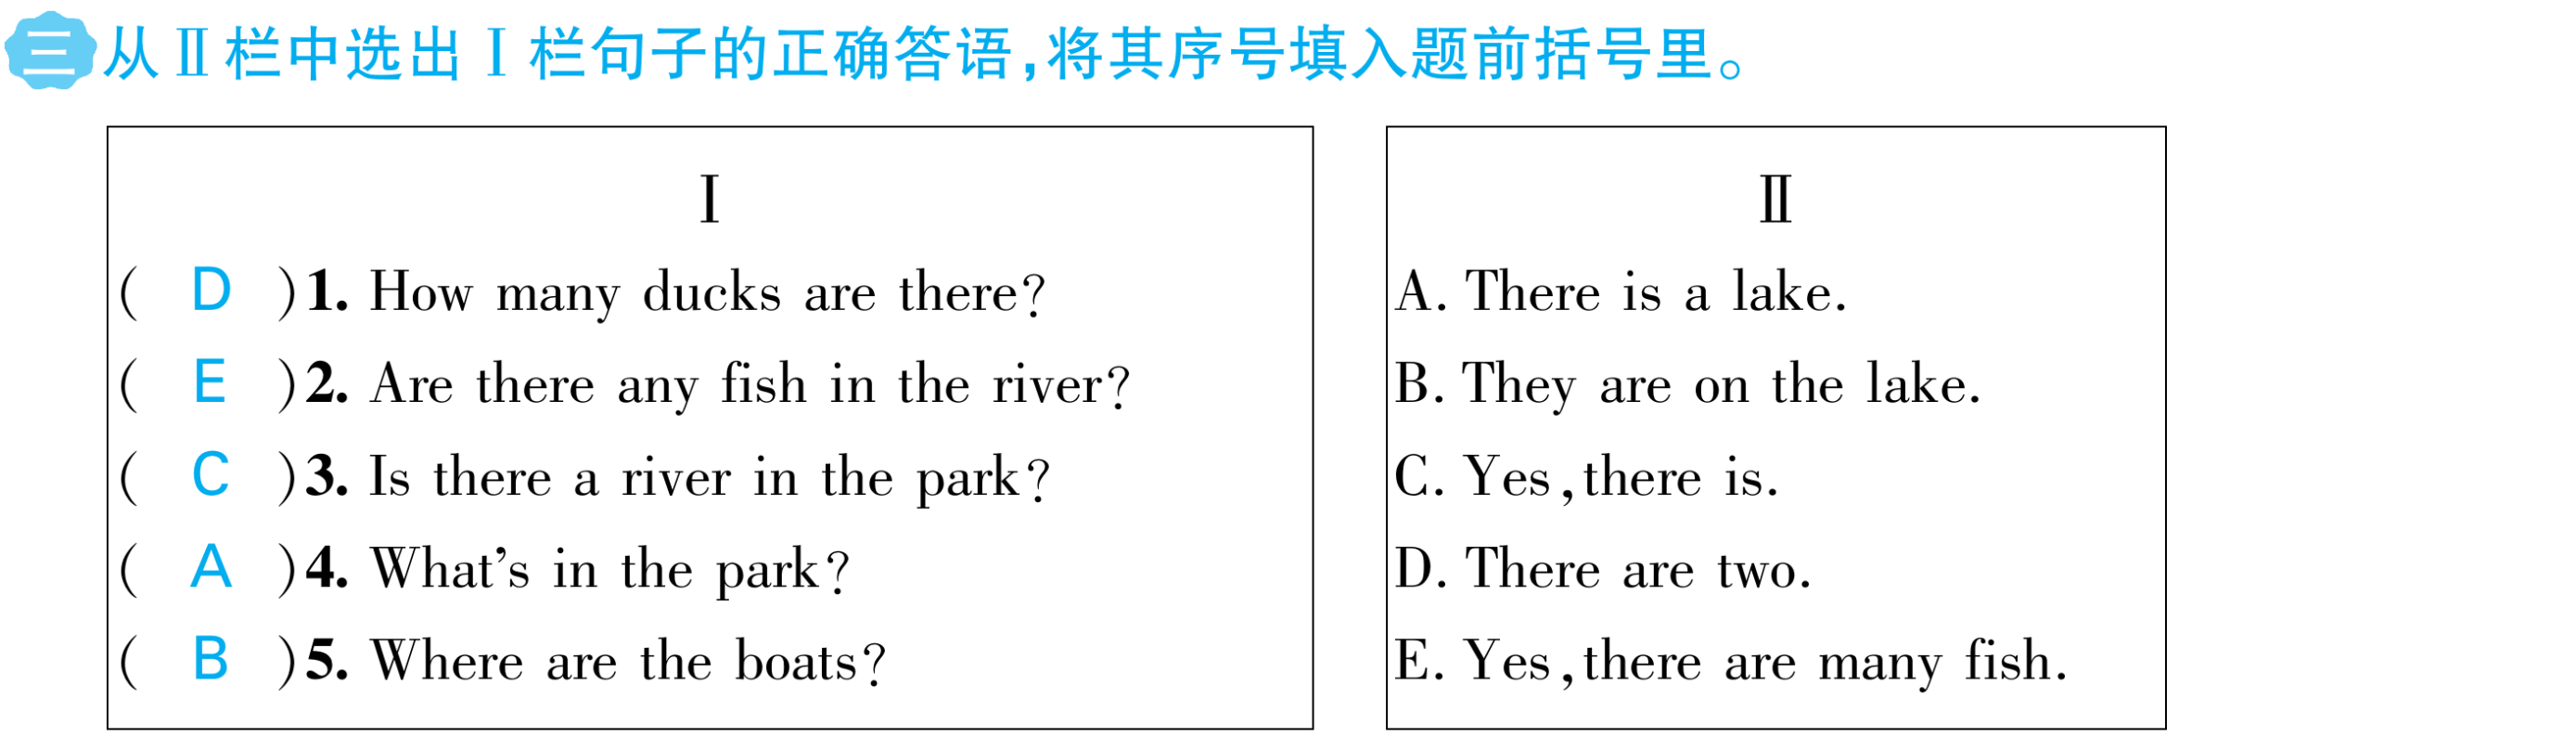 三 从Ⅱ栏中选出Ⅰ栏句子的正确答语,将其序号填入题前括号里。
Ⅰ
( D )1. How many ducks are there?
( E )2. Are there any fish in the river?
( C )3. Is there a river in the park?
( A )4. What's in the park?
( B )5. Where are the boats?
Ⅱ
A. There is a lake.
B. They are on the lake.
C. Yes,there is.
D. There are two.
E. Yes,there are many fish.